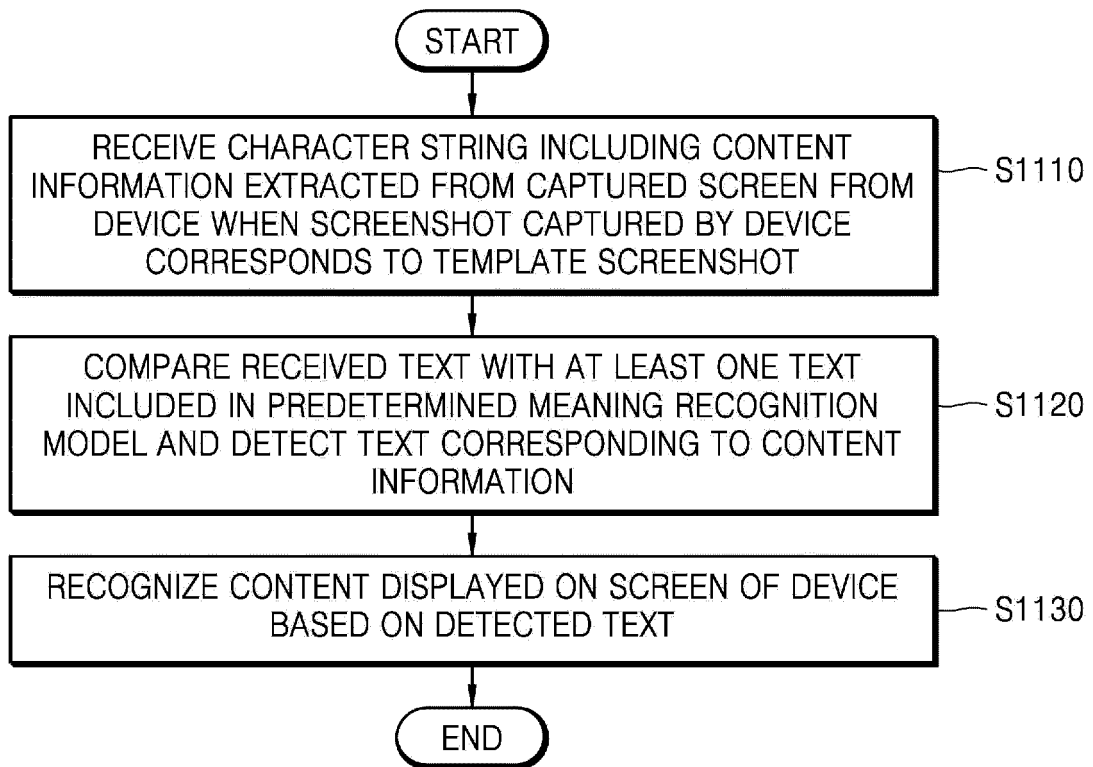 START
RECEIVE CHARACTER STRING INCLUDING CONTENT
INFORMATION EXTRACTED FROM CAPTURED SCREEN FROM
DEVICE WHEN SCREENSHOT CAPTURED BY DEVICE
CORRESPONDS TO TEMPLATE SCREENSHOT
S1110
COMPARE RECEIVED TEXT WITH AT LEAST ONE TEXT
INCLUDED IN PREDETERMINED MEANING RECOGNITION
MODEL AND DETECT TEXT CORRESPONDING TO CONTENT
INFORMATION
S1120
RECOGNIZE CONTENT DISPLAYED ON SCREEN OF DEVICE
BASED ON DETECTED TEXT
S1130
END